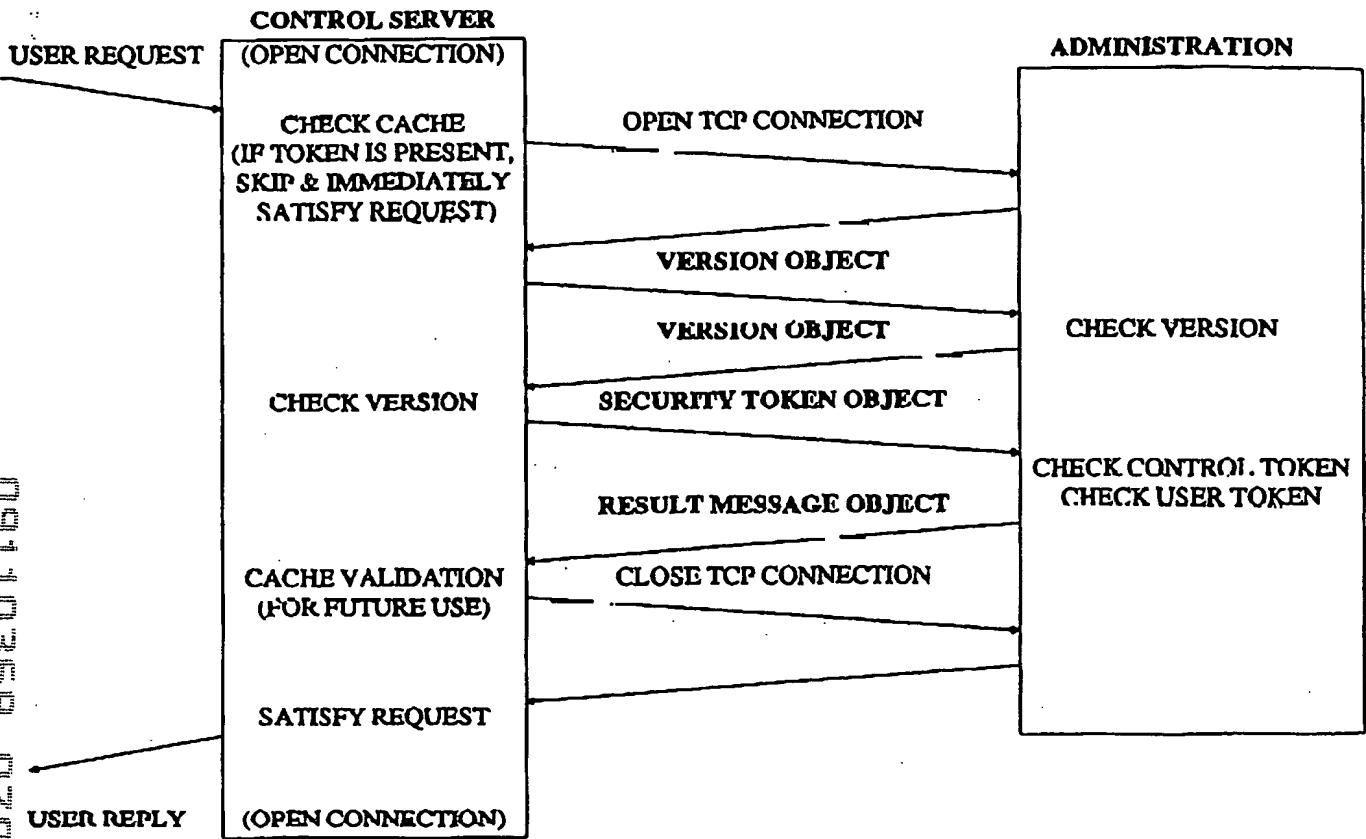 CONTROL SERVER
USER REQUEST
(OPEN CONNECTION)
ADMINISTRATION
CHECK CACHE
(IF TOKEN IS PRESENT,
SKIP & IMMEDIATELY
SATISFY REQUEST)
OPEN TCP CONNECTION
VERSION OBJECT
VERSION OBJECT
CHECK VERSION
CHECK VERSION
SECURITY TOKEN OBJECT
CHECK CONTROL TOKEN
CHECK USER TOKEN
RESULT MESSAGE OBJECT
CACHE VALIDATION
(FOR FUTURE USE)
CLOSE TCP CONNECTION
SATISFY REQUEST
USER REPLY
(OPEN CONNECTION)